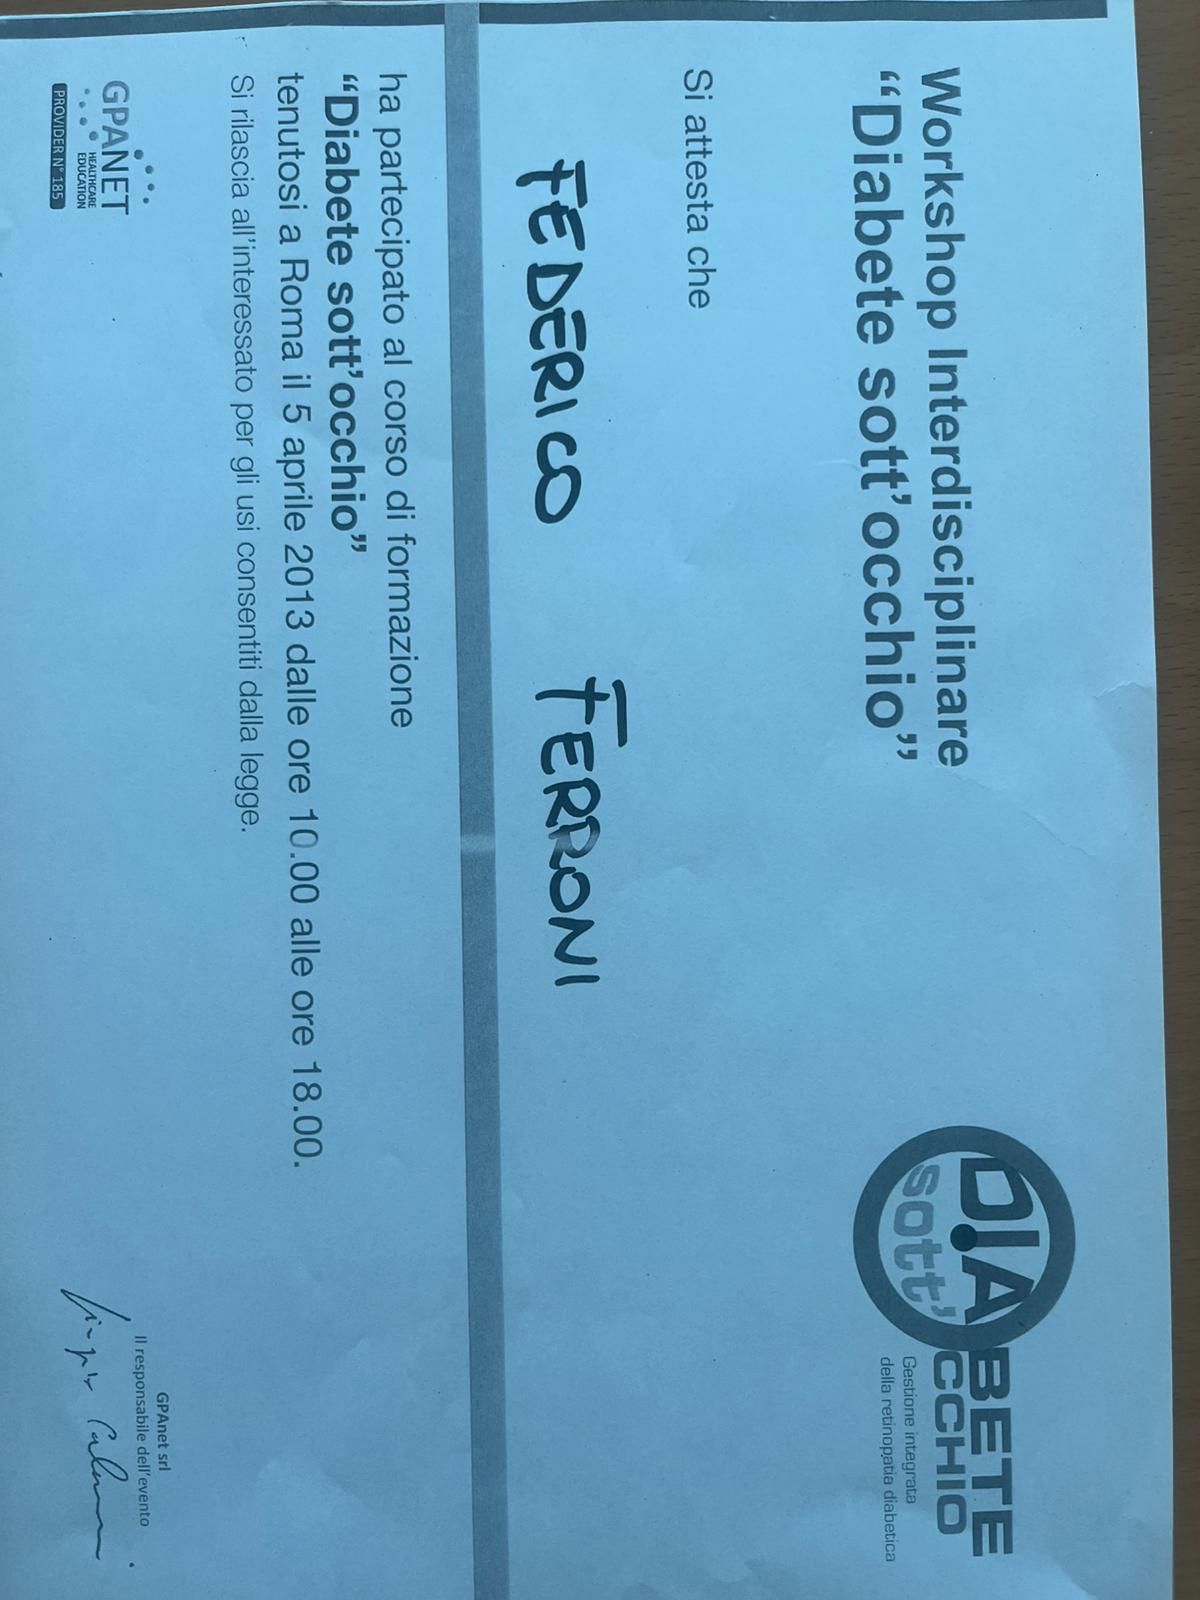 Workshop Interdisciplinare
“Diabete sott’occhio”
DIABETE
sott’OCCHIO
Gestione integrata
della retinopatia diabetica
Si attesta che
FEDERICO FERRONI
ha partecipato al corso di formazione
“Diabete sott’occhio”
tenutosi a Roma il 5 aprile 2013 dalle ore 10.00 alle ore 18.00.
Si rilascia all’interessato per gli usi consentiti dalla legge.
GPANET
HEALTHCARE
EDUCATION
PROVIDER N° 185
GPAnet srl
Il responsabile dell’evento